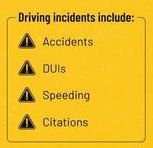 Driving incidents include:
Accidents
DUIs
Speeding
Citations